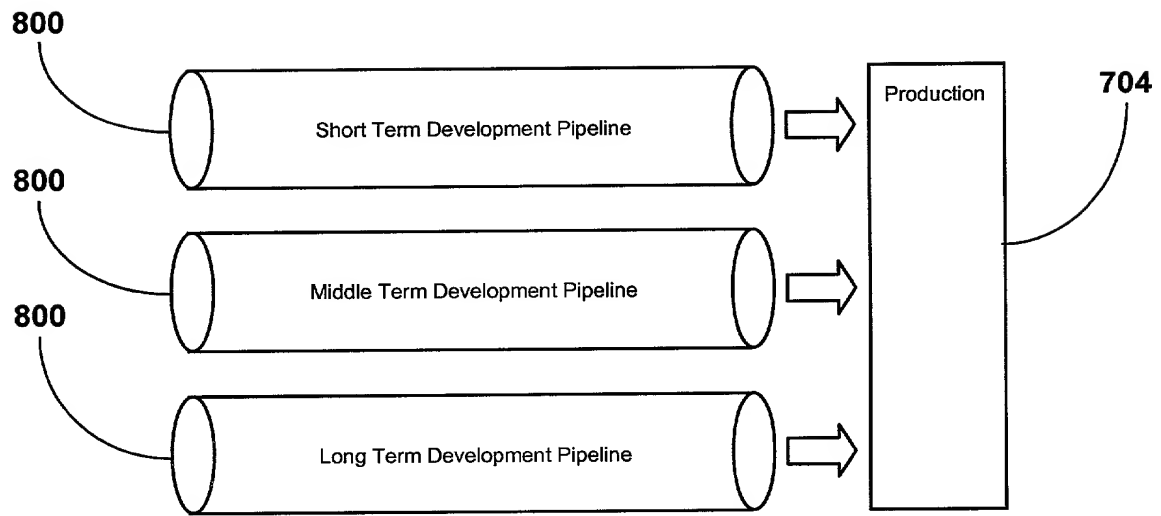 800
Short Term Development Pipeline
Production
704
800
Middle Term Development Pipeline
800
Long Term Development Pipeline